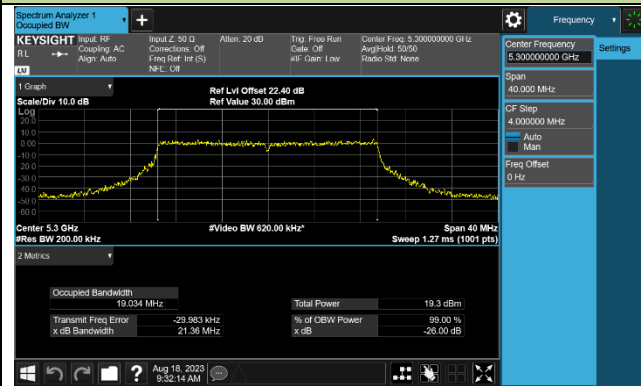 Spectrum Analyzer 1
Occupied BW
Frequency
KEYSIGHT
RL
LXI
Input: RF
Coupling: AC
Align: Auto
Input Z: 50 Ω
Corrections: Off
Freq Ref: Int (S)
NFE: Off
Atten: 20 dB
Trig: Free Run
Gate: Off
#IF Gain: Low
Center Freq: 5.300000000 GHz
Avg|Hold: 50/50
Radio Std: None
Center Frequency
5.300000000 GHz
Settings
Span
40.000 MHz
CF Step
4.000000 MHz
Auto
Man
Freq Offset
0 Hz
1 Graph
Scale/Div 10.0 dB
Ref Lvl Offset 22.40 dB
Ref Value 30.00 dBm
Log
20.0
10.0
0.00
-10.0
-20.0
-30.0
-40.0
-50.0
-60.0
Center 5.3 GHz
#Res BW 200.00 kHz
#Video BW 620.00 kHz*
Span 40 MHz
Sweep 1.27 ms (1001 pts)
2 Metrics
Occupied Bandwidth
19.034 MHz
Transmit Freq Error -29.983 kHz
x dB Bandwidth 21.36 MHz
Total Power 19.3 dBm
% of OBW Power 99.00 %
x dB -26.00 dB
Aug 18, 2023
9:32:14 AM